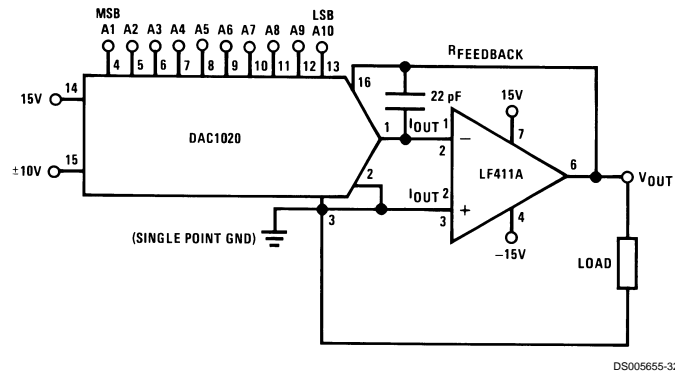 MSB LSB
A1 A2 A3 A4 A5 A6 A7 A8 A9 A10
4 5 6 7 8 9 10 11 12 13
16
RFEEDBACK
14
15V
22 pF
15V
1
IOUT 1
7
DAC1020
2
−
6
VOUT
15
±10V
LF411A
2
IOUT 2
+
3
3
4
(SINGLE POINT GND)
−15V
LOAD
DS005655-32